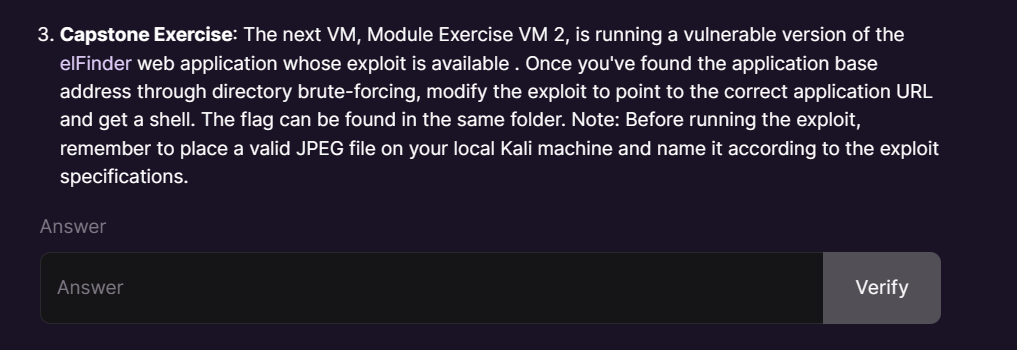 3. Capstone Exercise: The next VM, Module Exercise VM 2, is running a vulnerable version of the
elFinder web application whose exploit is available . Once you've found the application base
address through directory brute-forcing, modify the exploit to point to the correct application URL
and get a shell. The flag can be found in the same folder. Note: Before running the exploit,
remember to place a valid JPEG file on your local Kali machine and name it according to the exploit
specifications.
Answer
Answer
Verify